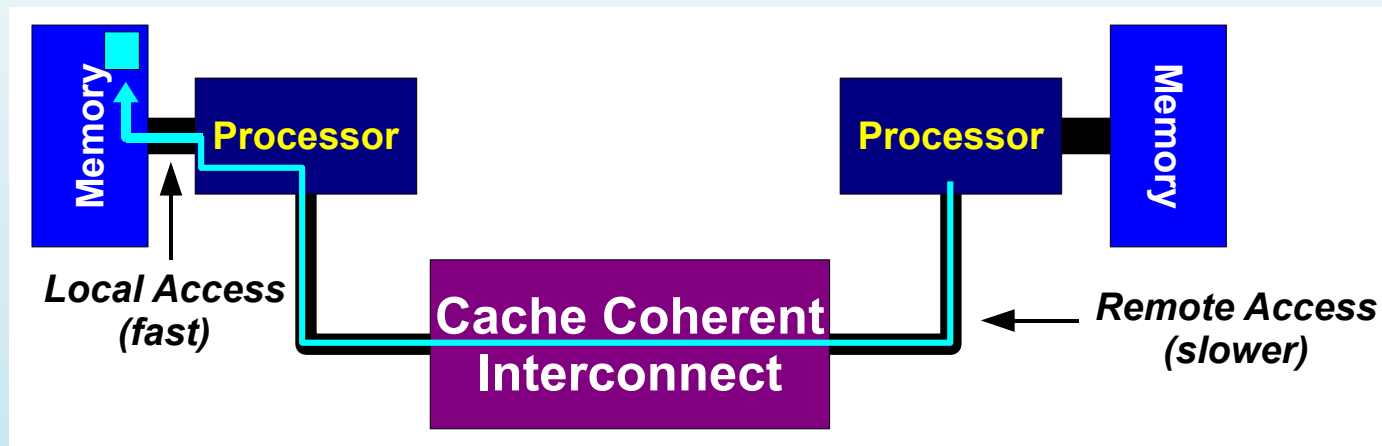 Memory
Processor
Processor
Memory
Local Access
(fast)
Cache Coherent
Interconnect
Remote Access
(slower)